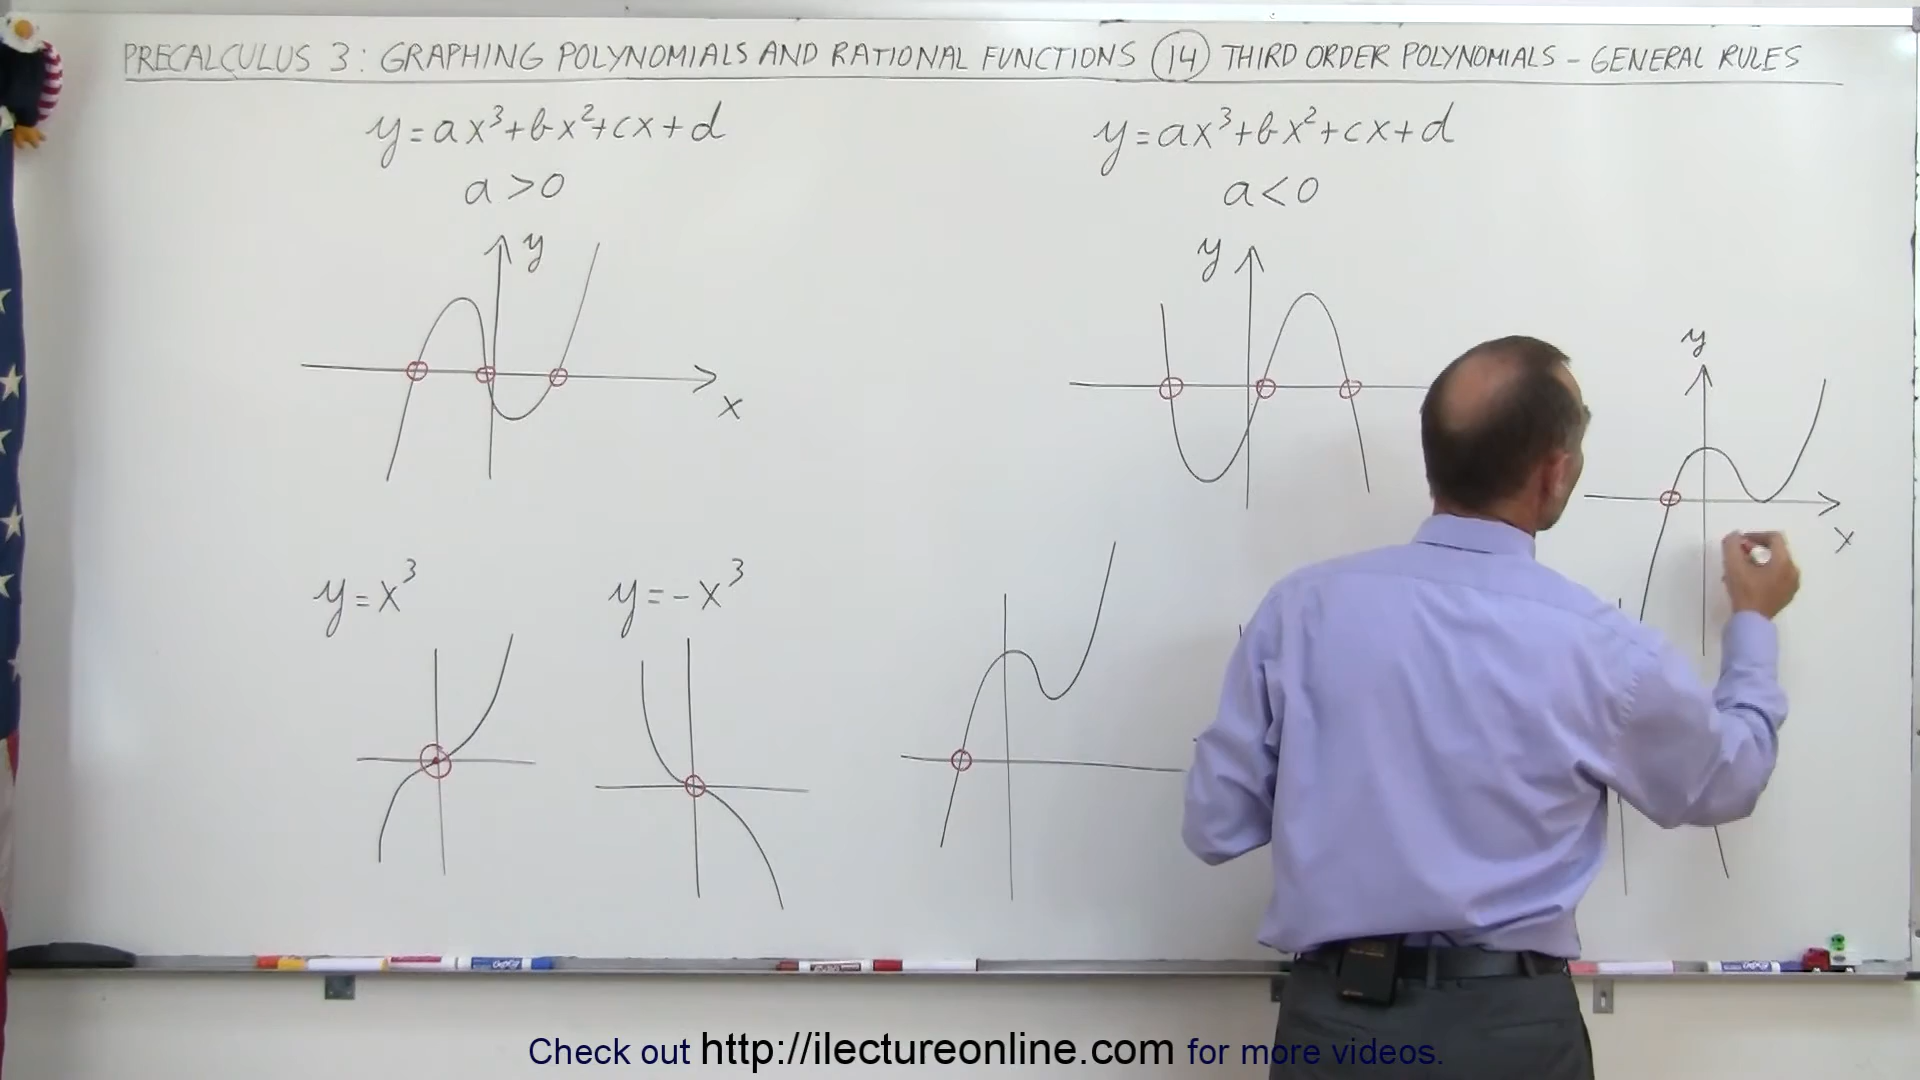 PRECALCULUS 3: GRAPHING POLYNOMIALS AND RATIONAL FUNCTIONS (14) THIRD ORDER POLYNOMIALS – GENERAL RULES
y=ax³+bx²+cx+d
a>0
y
x
y=ax³+bx²+cx+d
a<0
y
y
x
y=x³
y=-x³
Check out http://ilectureonline.com for more videos.